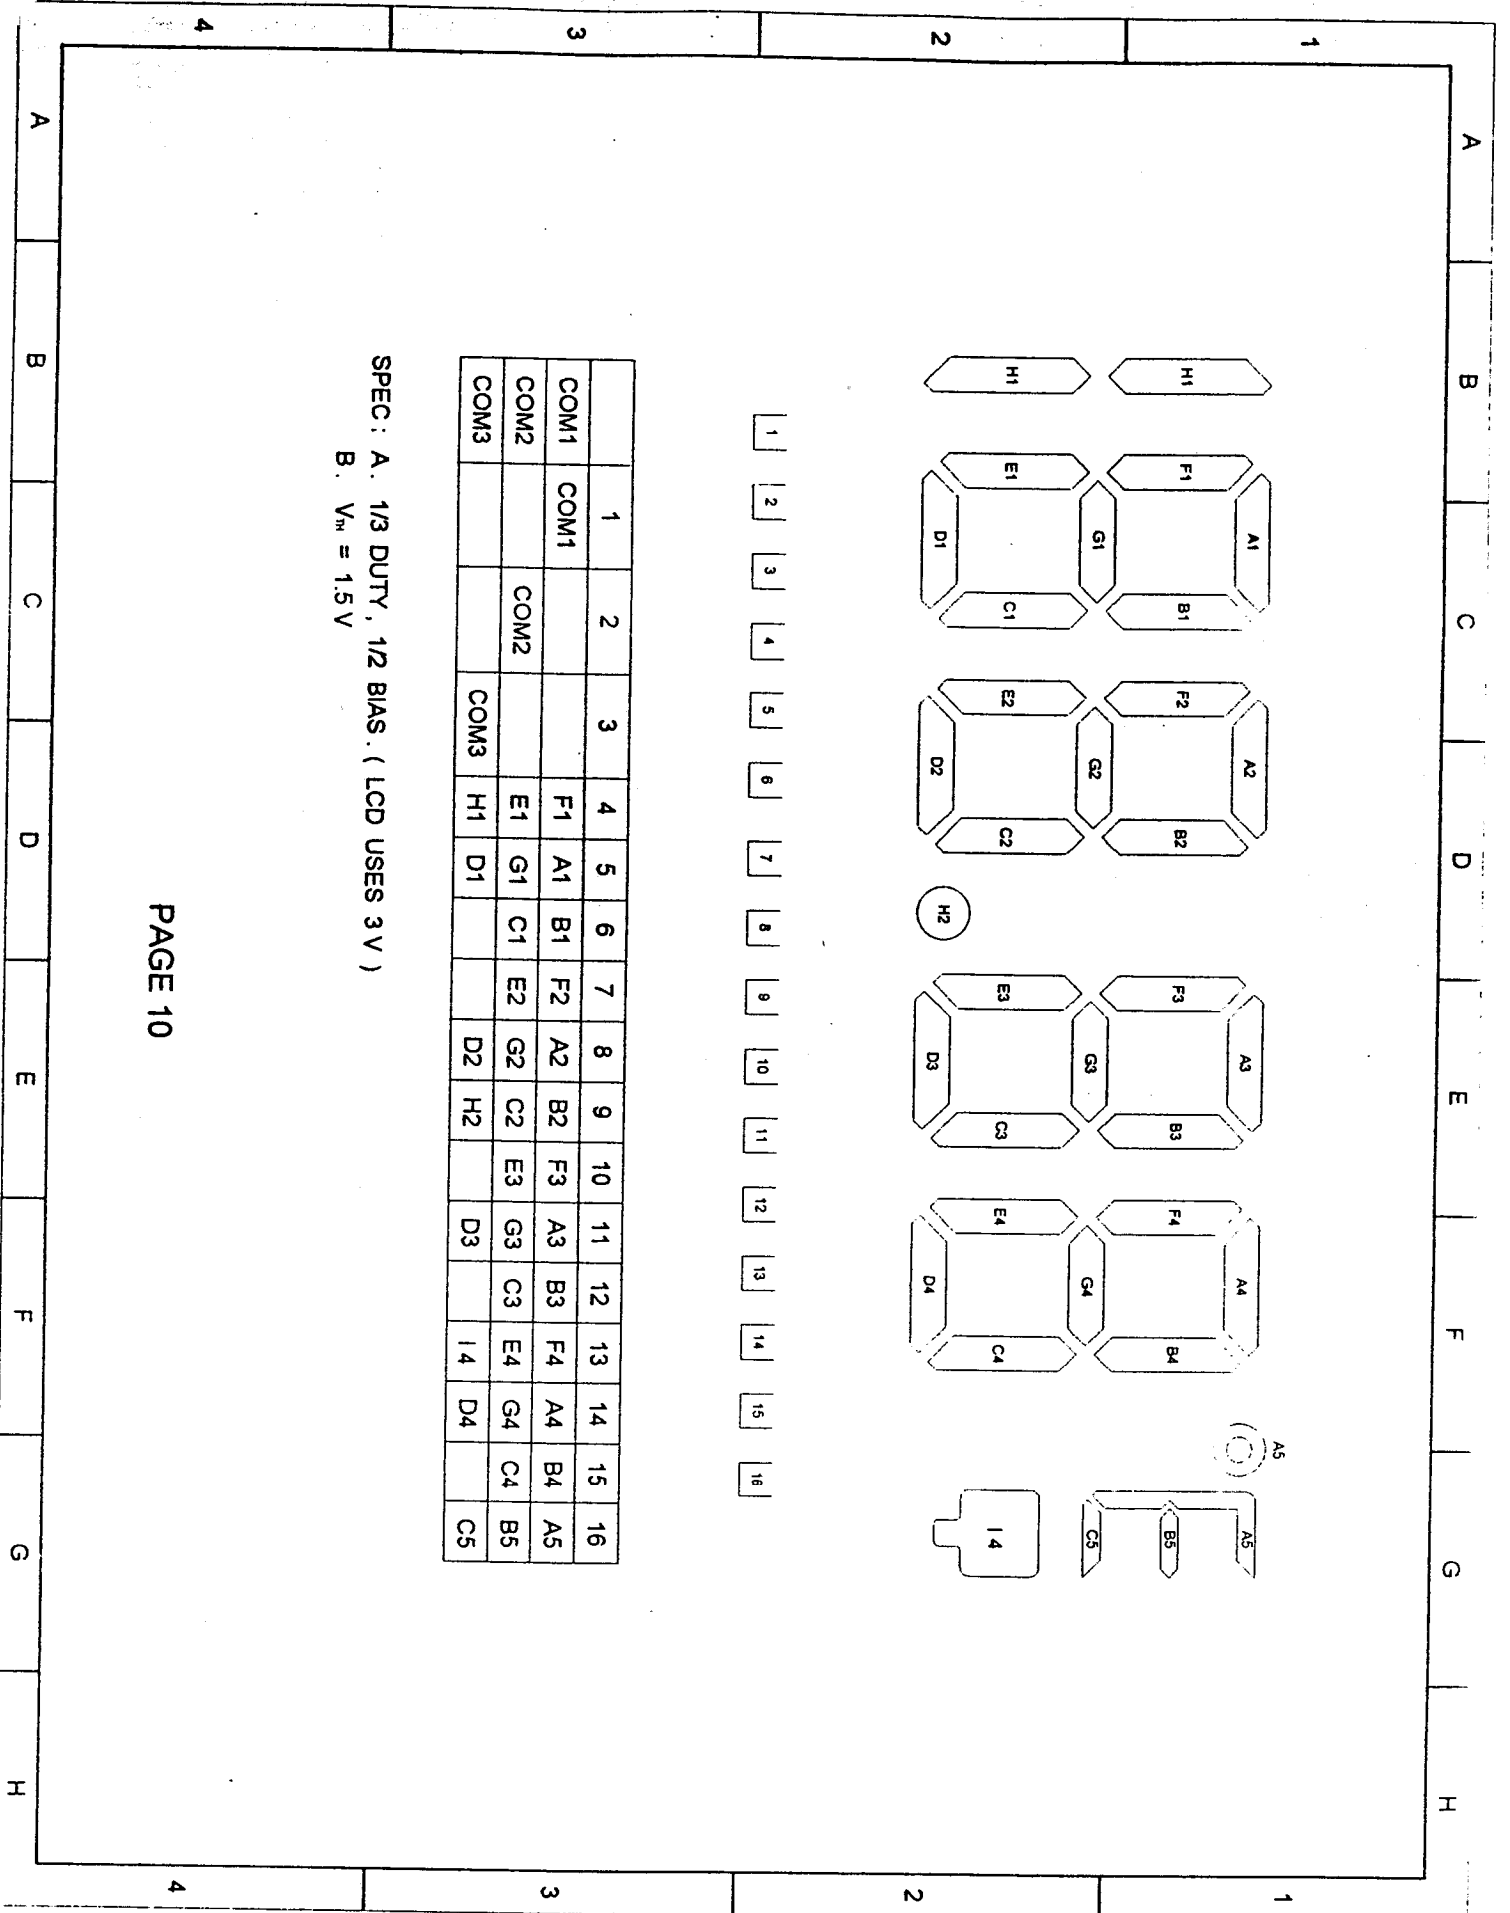 1 2 3 4
A B C D E F G H
H1 F1 A1 B1 G1 E1 D1 C1 H1
F2 A2 B2 G2 E2 D2 C2
H2
F3 A3 B3 G3 E3 D3 C3
F4 A4 B4 G4 E4 D4 C4
A5
A5 B5 C5
I4
1 2 3 4 5 6 7 8 9 10 11 12 13 14 15 16
1 2 3 4 5 6 7 8 9 10 11 12 13 14 15 16
COM1 COM1 F1 A1 B1 F2 A2 B2 F3 A3 B3 F4 A4 B4 A5
COM2 COM2 E1 G1 C1 E2 G2 C2 E3 G3 C3 E4 G4 C4 B5
COM3 COM3 H1 D1 D2 H2 D3 I4 D4 C5
SPEC : A. 1/3 DUTY , 1/2 BIAS . ( LCD USES 3 V )
B. VTH = 1.5 V
PAGE 10
A B C D E F G H
1 2 3 4